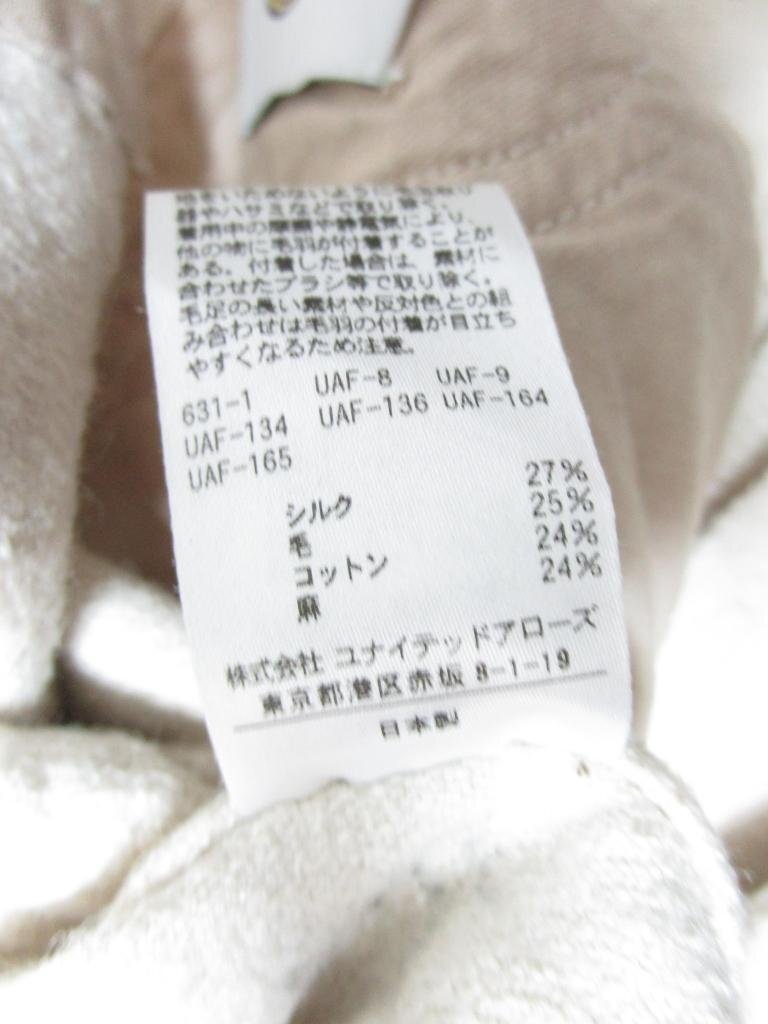 器やハサミなどで取り除く。
着用中の摩擦や静電気により、
他の物に毛羽が付着することが
ある。付着した場合は、素材に
合わせたブラシ等で取り除く。
毛足の長い素材や反対色との組
み合わせは毛羽の付着が目立ち
やすくなるため注意。
631-1 UAF-8 UAF-9
UAF-134 UAF-136 UAF-164
UAF-165
シルク 27%
毛 25%
コットン 24%
麻 24%
株式会社 ユナイテッドアローズ
東京都港区赤坂 8-1-19
日本製